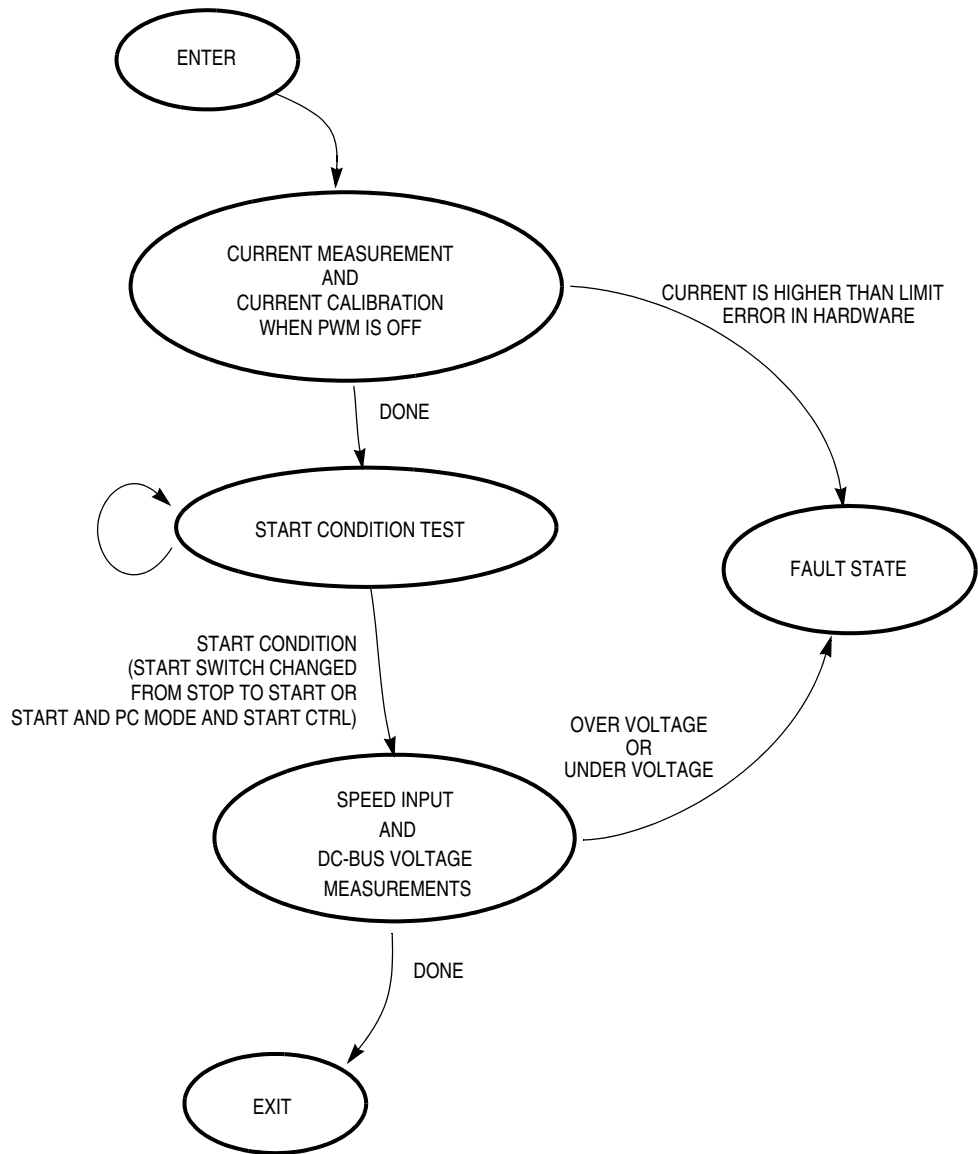 ENTER
CURRENT MEASUREMENT
AND
CURRENT CALIBRATION
WHEN PWM IS OFF
CURRENT IS HIGHER THAN LIMIT
ERROR IN HARDWARE
DONE
START CONDITION TEST
FAULT STATE
START CONDITION
(START SWITCH CHANGED
FROM STOP TO START OR
START AND PC MODE AND START CTRL)
OVER VOLTAGE
OR
UNDER VOLTAGE
SPEED INPUT
AND
DC-BUS VOLTAGE
MEASUREMENTS
DONE
EXIT